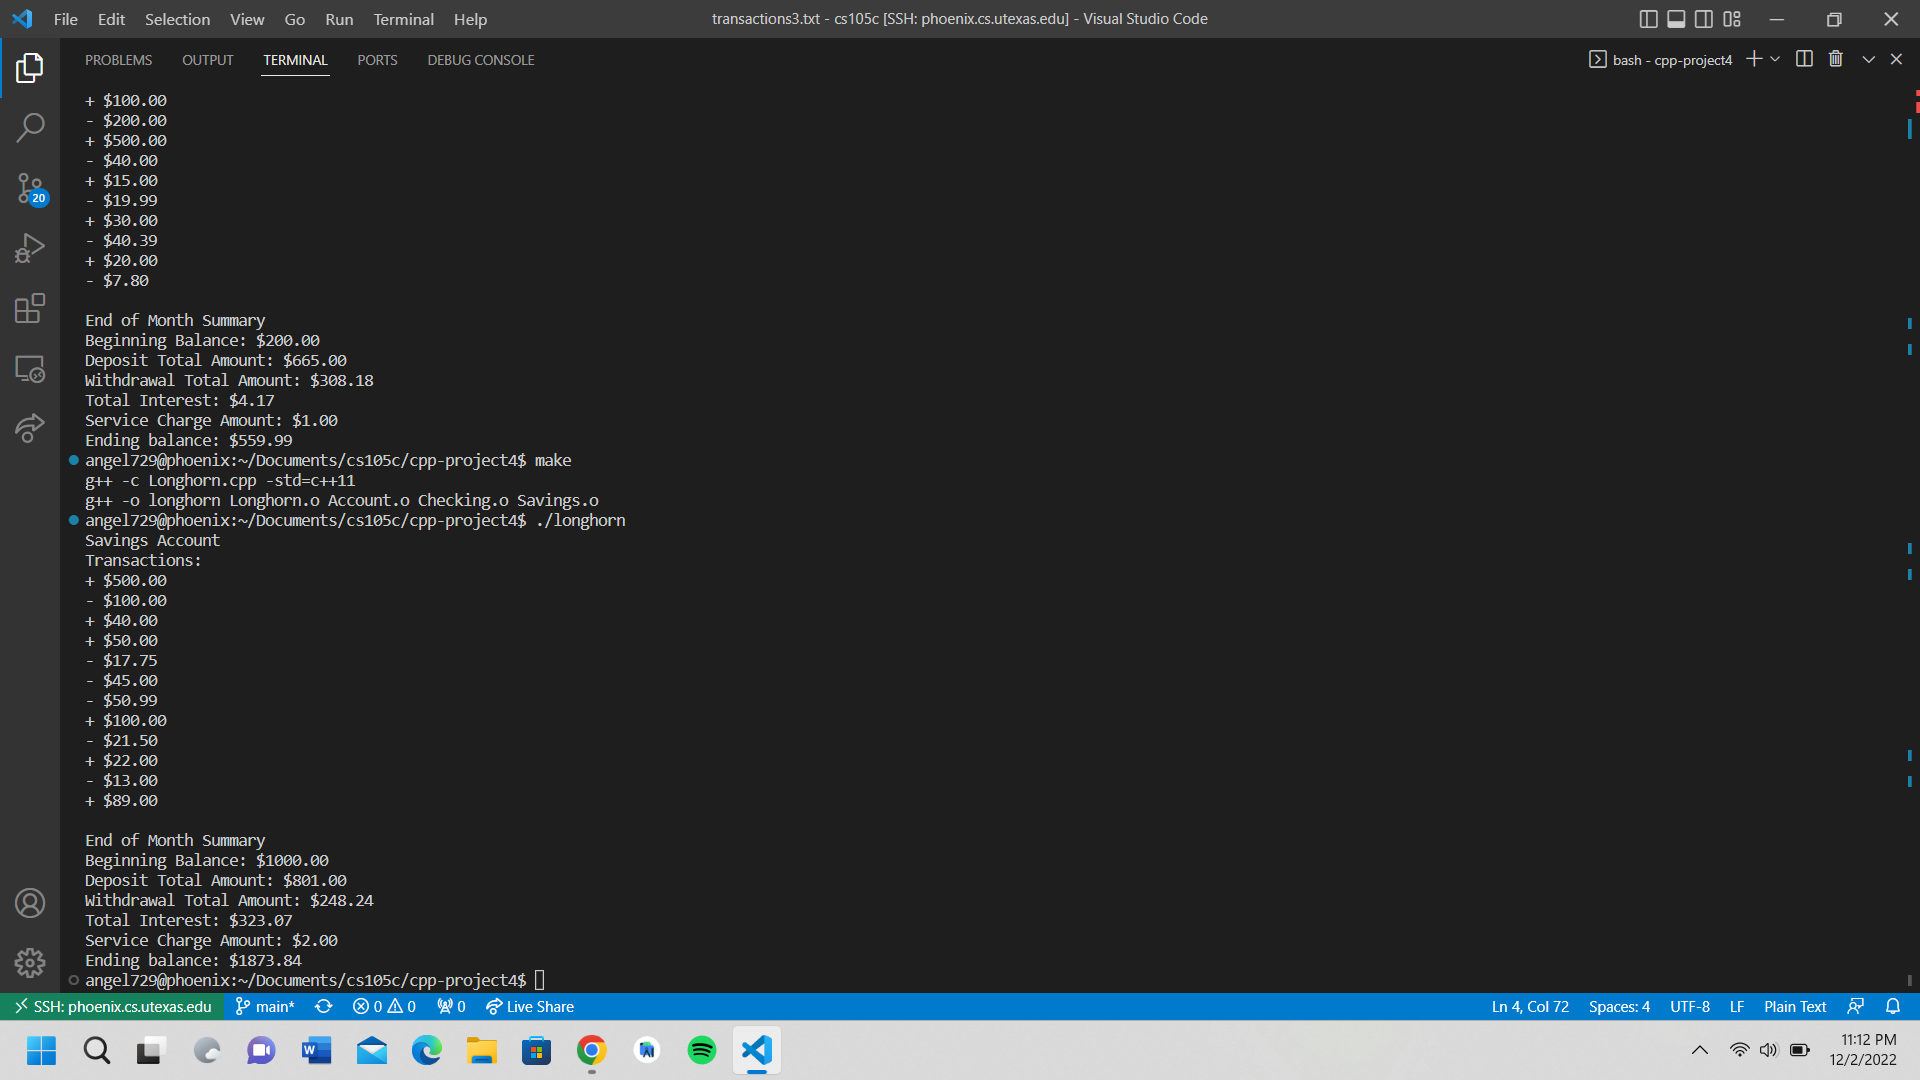 File Edit Selection View Go Run Terminal Help
transactions3.txt - cs105c [SSH: phoenix.cs.utexas.edu] - Visual Studio Code
PROBLEMS OUTPUT TERMINAL PORTS DEBUG CONSOLE
bash - cpp-project4
+ $100.00
- $200.00
+ $500.00
- $40.00
+ $15.00
- $19.99
+ $30.00
- $40.39
+ $20.00
- $7.80
End of Month Summary
Beginning Balance: $200.00
Deposit Total Amount: $665.00
Withdrawal Total Amount: $308.18
Total Interest: $4.17
Service Charge Amount: $1.00
Ending balance: $559.99
angel729@phoenix:~/Documents/cs105c/cpp-project4$ make
g++ -c Longhorn.cpp -std=c++11
g++ -o longhorn Longhorn.o Account.o Checking.o Savings.o
angel729@phoenix:~/Documents/cs105c/cpp-project4$ ./longhorn
Savings Account
Transactions:
+ $500.00
- $100.00
+ $40.00
+ $50.00
- $17.75
- $45.00
- $50.99
+ $100.00
- $21.50
+ $22.00
- $13.00
+ $89.00
End of Month Summary
Beginning Balance: $1000.00
Deposit Total Amount: $801.00
Withdrawal Total Amount: $248.24
Total Interest: $323.07
Service Charge Amount: $2.00
Ending balance: $1873.84
angel729@phoenix:~/Documents/cs105c/cpp-project4$
20
SSH: phoenix.cs.utexas.edu main* 0 0 0 Live Share
Ln 4, Col 72 Spaces: 4 UTF-8 LF Plain Text
11:12 PM
12/2/2022